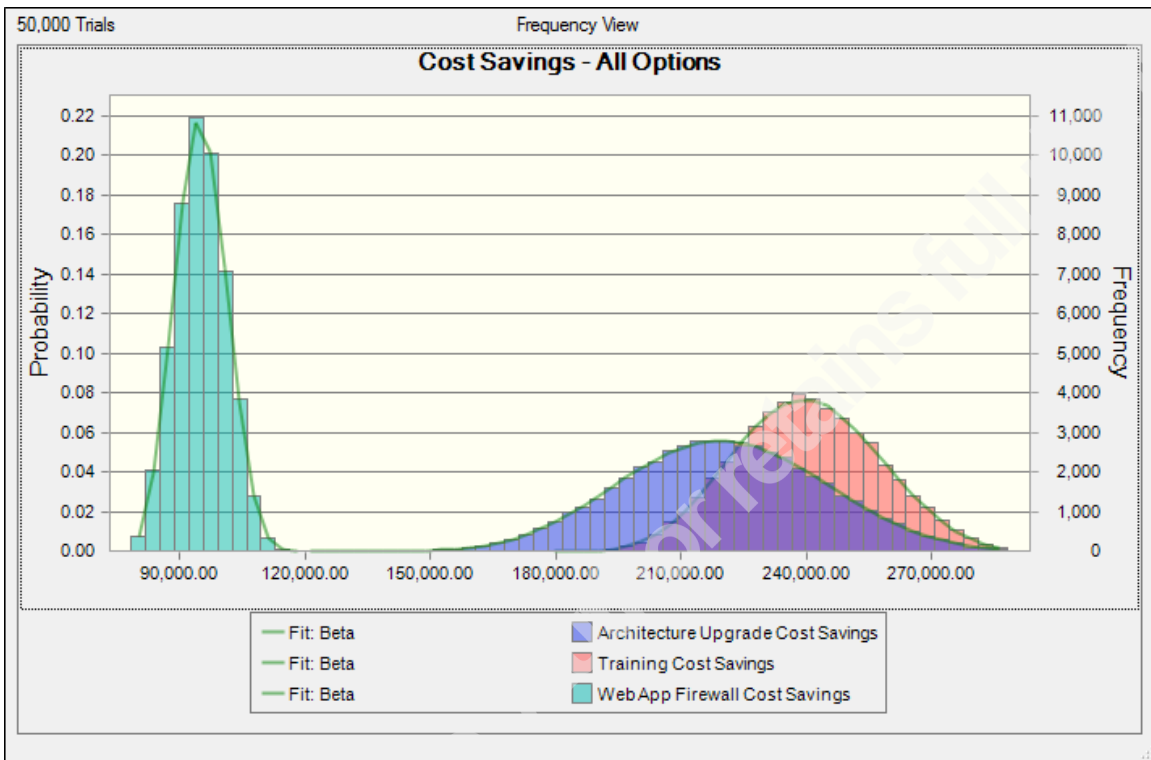 50,000 Trials
Frequency View
Cost Savings - All Options
0.22
0.20
0.18
0.16
0.14
0.12
0.10
0.08
0.06
0.04
0.02
0.00
Probability
11,000
10,000
9,000
8,000
7,000
6,000
5,000
4,000
3,000
2,000
1,000
0
Frequency
90,000.00 120,000.00 150,000.00 180,000.00 210,000.00 240,000.00 270,000.00
Fit: Beta Architecture Upgrade Cost Savings
Fit: Beta Training Cost Savings
Fit: Beta Web App Firewall Cost Savings
or retains full